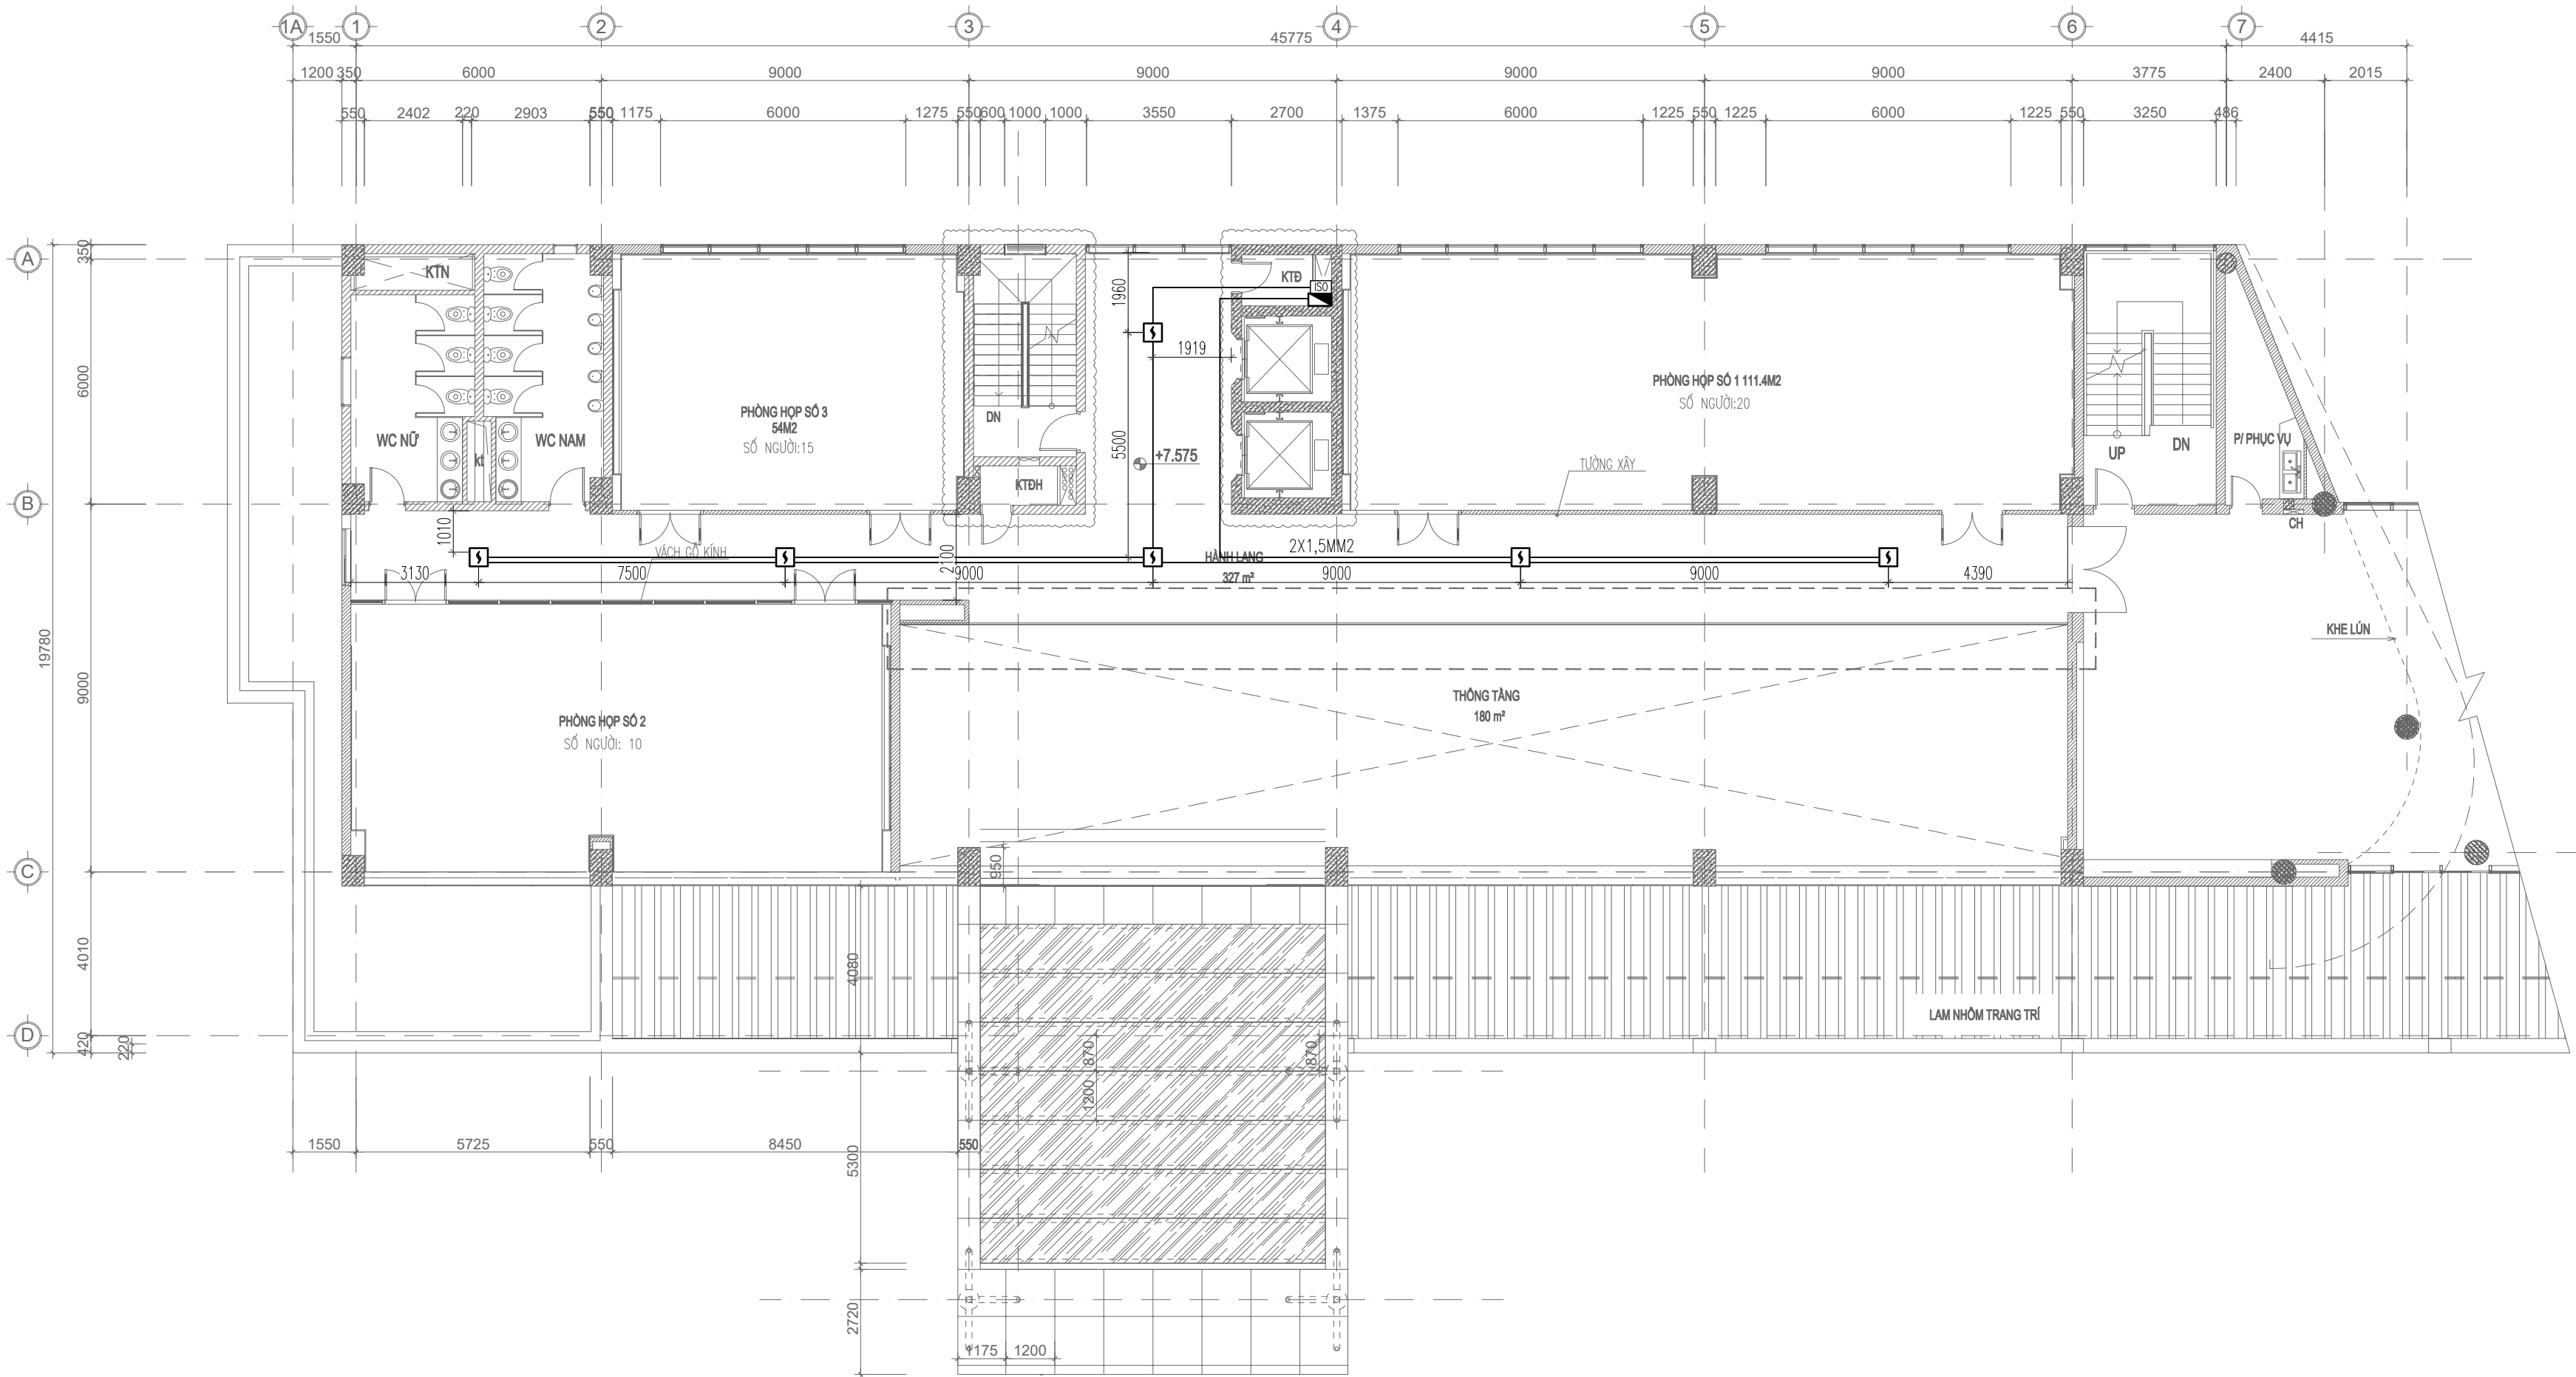 1A 1 2 3 4 5 6 7
1550 45775 4415
1200 350 6000 9000 9000 9000 9000 3775 2400 2015
550 2402 220 2903 550 1175 6000 1275 550 600 1000 1000 3550 2700 1375 6000 1225 550 1225 6000 1225 550 3250 486
A
350
KTN
KTĐ
ISO
1960
1919
6000
PHÒNG HỌP SỐ 1 111.4M2
SỐ NGƯỜI:20
PHÒNG HỌP SỐ 3
54M2
SỐ NGƯỜI:15
DN
WC NỮ
kt
WC NAM
5500
+7.575
TƯỜNG XÂY
UP
DN
P/ PHỤC VỤ
KTĐH
B
CH
1010
VÁCH GỖ KÍNH
2100
2X1,5MM2
HÀNH LANG
327 m²
3130 7500 9000 9000 9000 4390
KHE LÚN
19780
9000
THÔNG TẦNG
180 m²
PHÒNG HỌP SỐ 2
SỐ NGƯỜI: 10
C
950
4010
4080
LAM NHÔM TRANG TRÍ
D
420
220
870
870
1200
1550 5725 550 8450 550
5300
2720
1175 1200